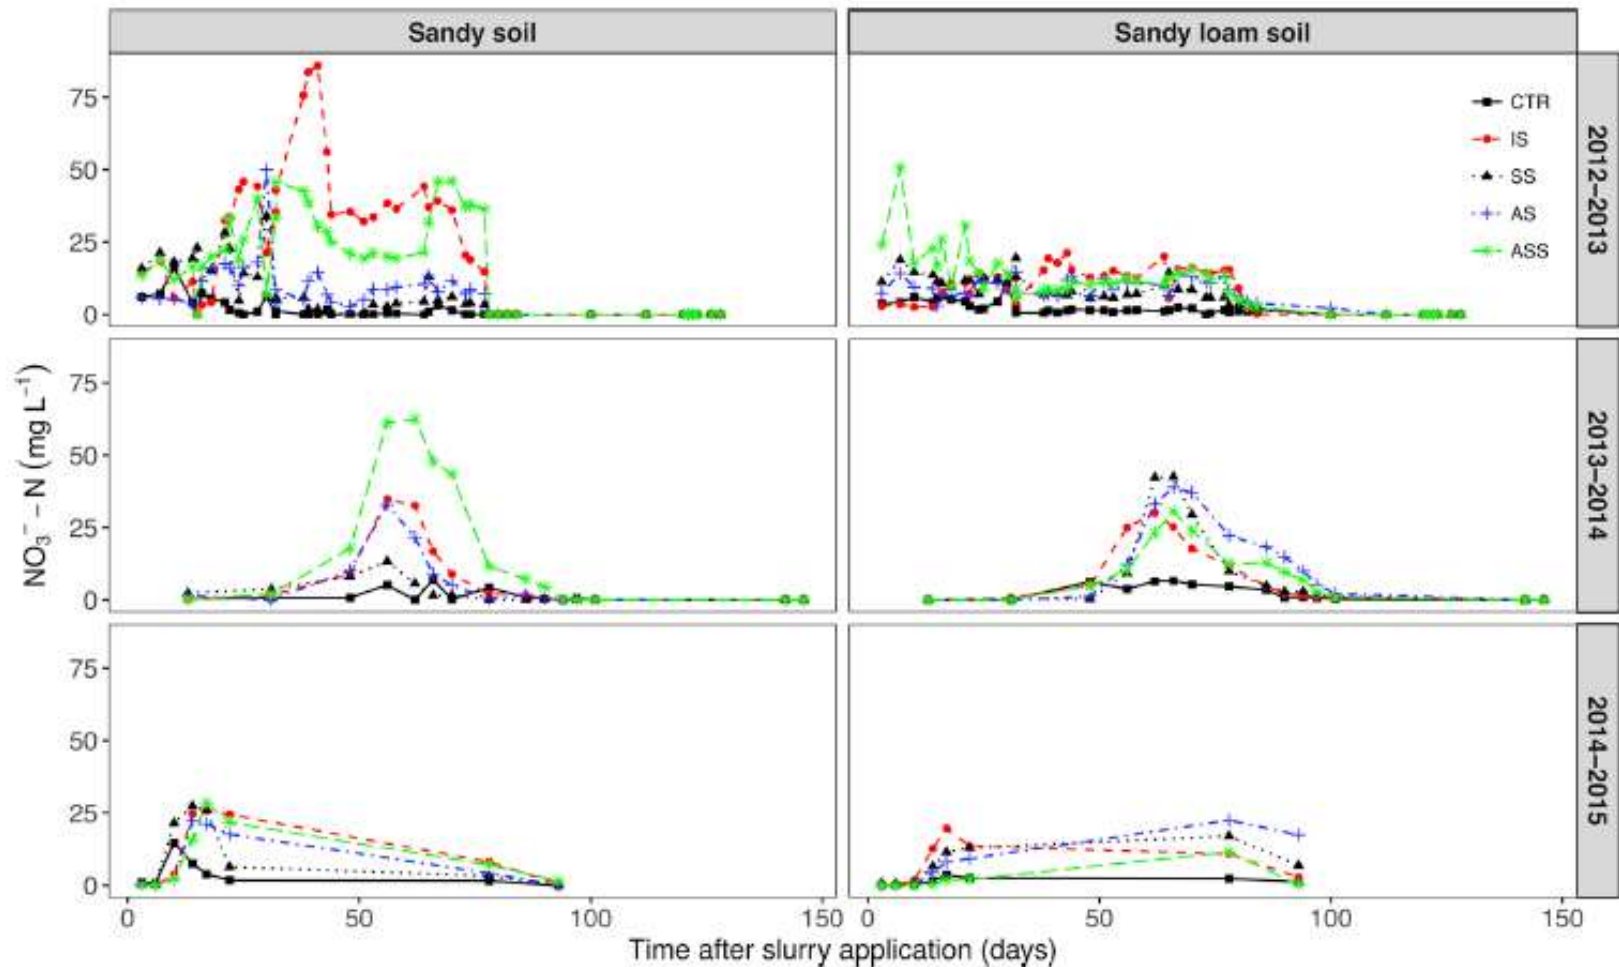 Sandy soil
Sandy loam soil
75
50
25
0
CTR
IS
SS
AS
ASS
2012–2013
75
50
25
0
2013–2014
NO₃⁻ – N (mg L⁻¹)
75
50
25
0
2014–2015
0
50
100
150
0
50
100
150
Time after slurry application (days)